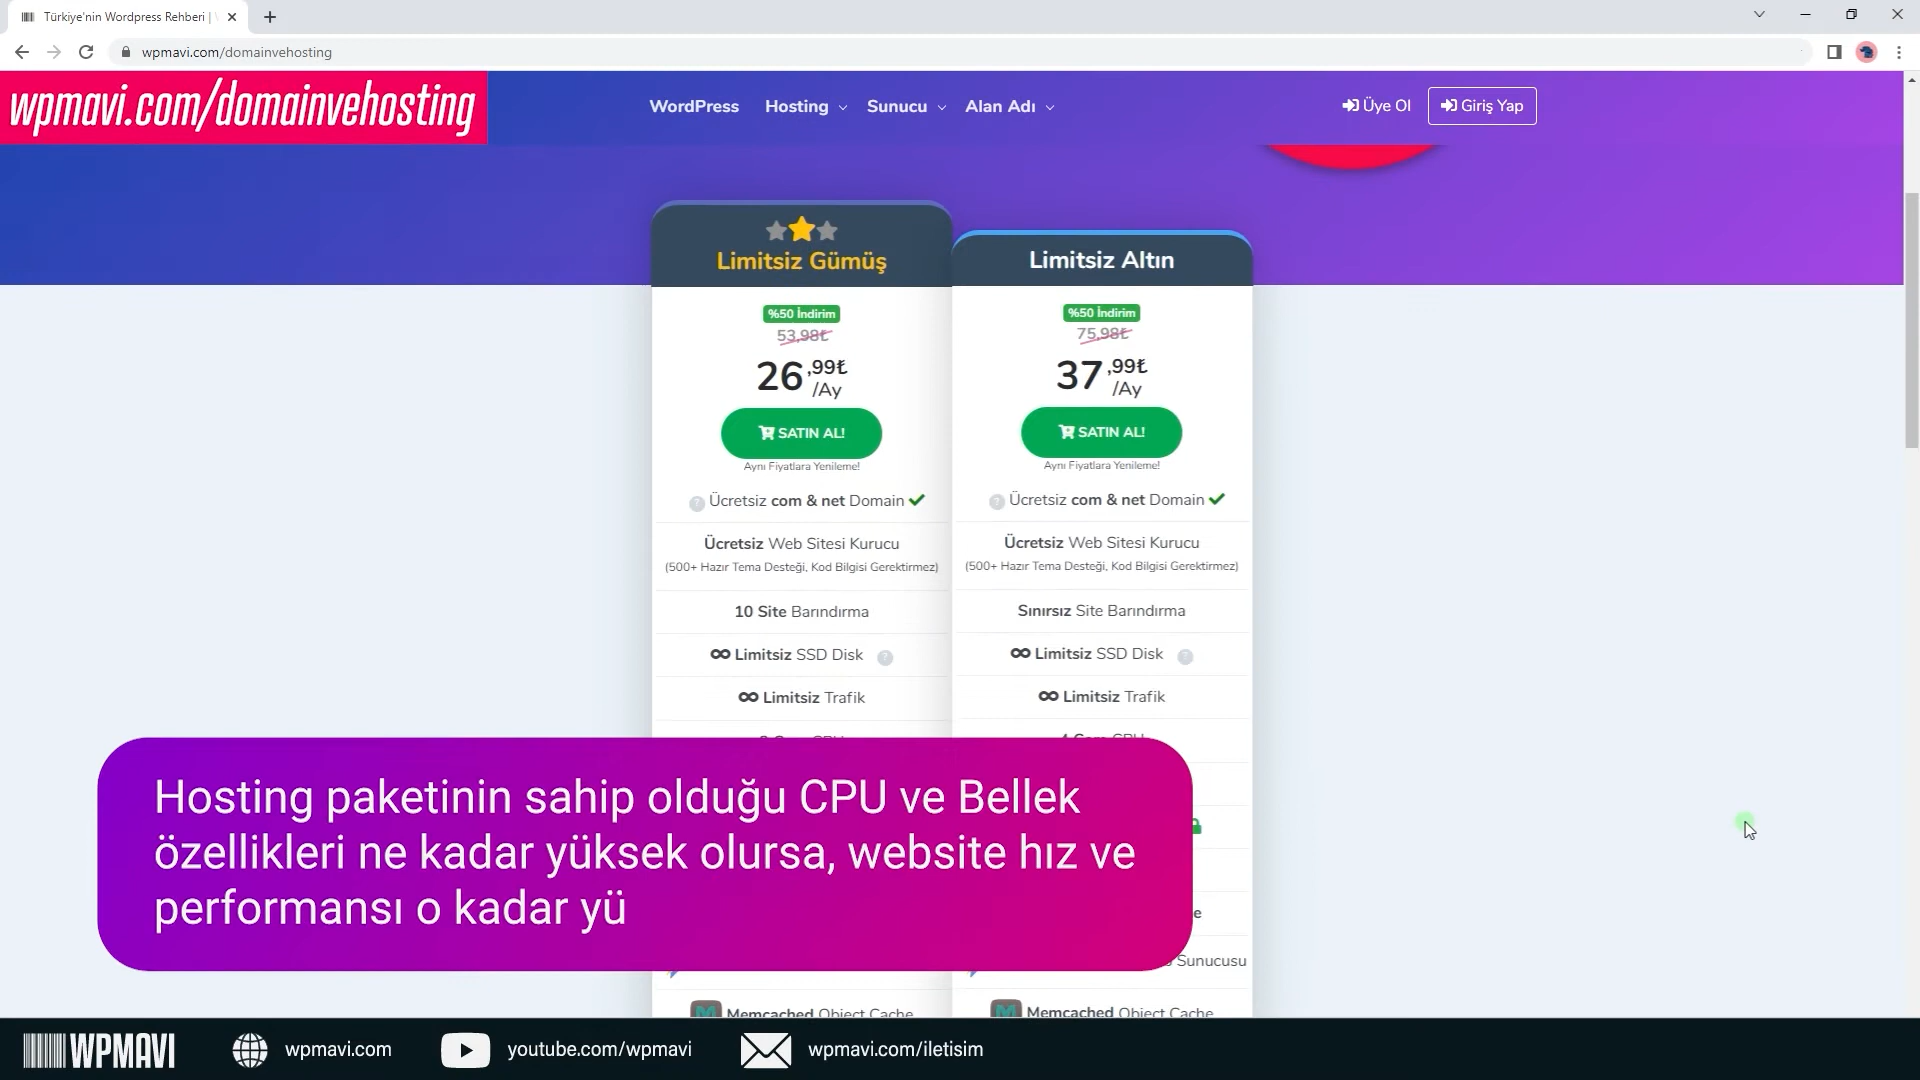 Türkiye'nin Wordpress Rehberi |
wpmavi.com/domainvehosting
wpmavi.com/domainvehosting
WordPress Hosting Sunucu Alan Adı
Üye Ol Giriş Yap
Limitsiz Gümüş
%50 İndirim
53,98₺
26,99₺
/Ay
SATIN AL!
Aynı Fiyatlara Yenileme!
? Ücretsiz com & net Domain
Ücretsiz Web Sitesi Kurucu
(500+ Hazır Tema Desteği, Kod Bilgisi Gerektirmez)
10 Site Barındırma
Limitsiz SSD Disk ?
Limitsiz Trafik
Memcached Object Cache
Limitsiz Altın
%50 İndirim
75,98₺
37,99₺
/Ay
SATIN AL!
Aynı Fiyatlara Yenileme!
? Ücretsiz com & net Domain
Ücretsiz Web Sitesi Kurucu
(500+ Hazır Tema Desteği, Kod Bilgisi Gerektirmez)
Sınırsız Site Barındırma
Limitsiz SSD Disk ?
Limitsiz Trafik
e
Sunucusu
Memcached Object Cache
Hosting paketinin sahip olduğu CPU ve Bellek
özellikleri ne kadar yüksek olursa, website hız ve
performansı o kadar yü
WPMAVI wpmavi.com youtube.com/wpmavi wpmavi.com/iletisim